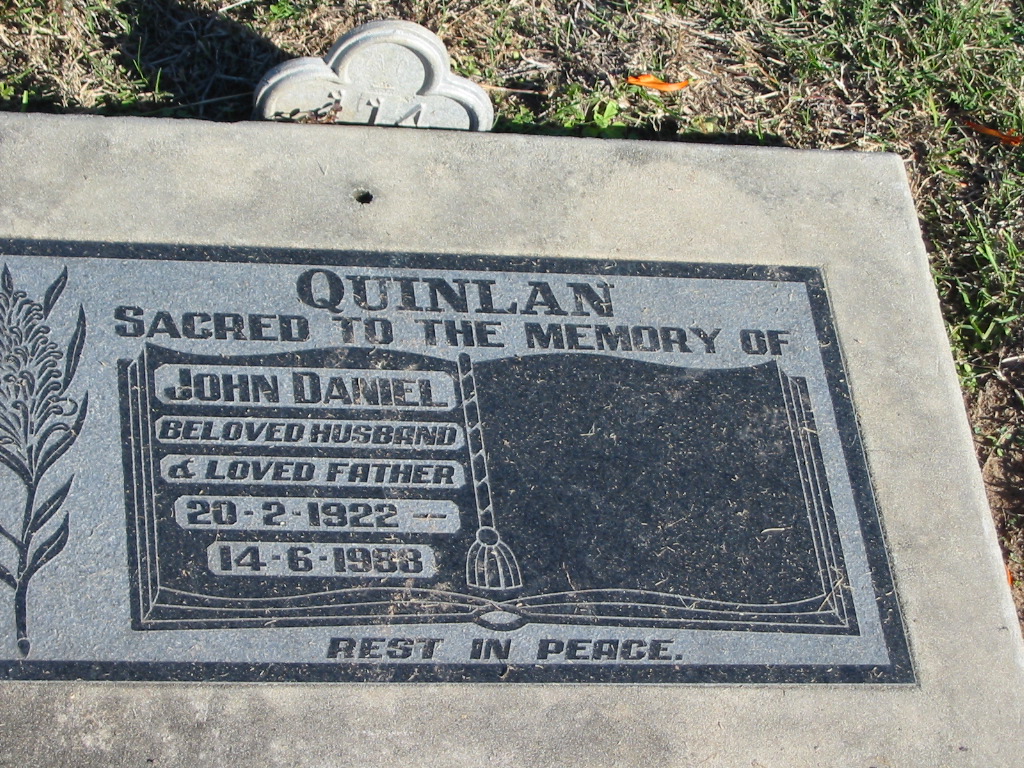 QUINLAN
SACRED TO THE MEMORY OF
JOHN DANIEL
BELOVED HUSBAND
& LOVED FATHER
20-2-1922 —
14-6-1988
REST IN PEACE.